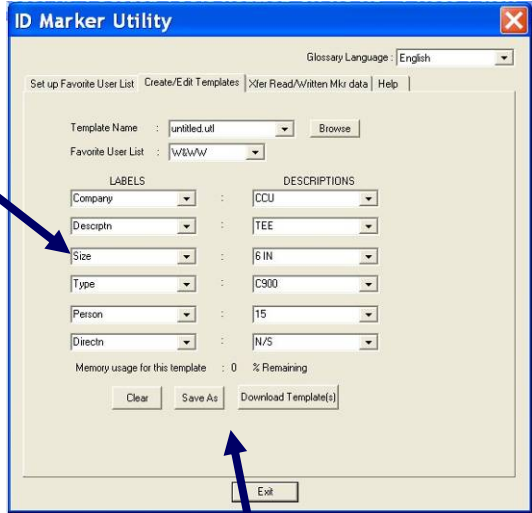 ID Marker Utility
Glossary Language : English
Set up Favorite User List Create/Edit Templates Xfer Read/Written Mkr data Help
Template Name : untitled.utl Browse
Favorite User List : W&WW
LABELS DESCRIPTIONS
Company : CCU
Descrptn : TEE
Size : 6 IN
Type : C900
Person : 15
Directn : N/S
Memory usage for this template : 0 % Remaining
Clear Save As Download Template(s)
Exit